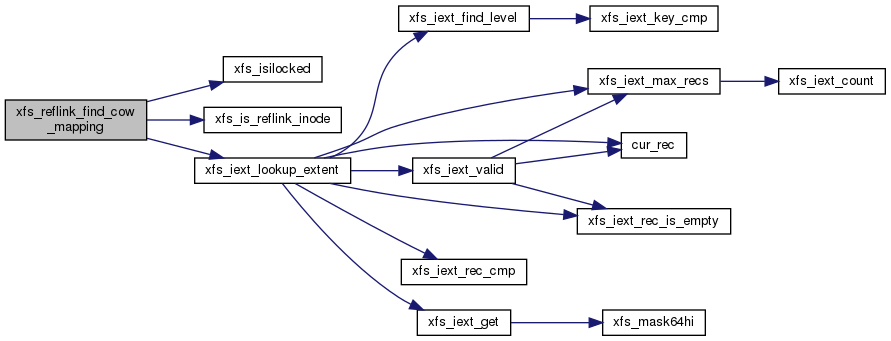 xfs_reflink_find_cow
_mapping
xfs_isilocked
xfs_is_reflink_inode
xfs_iext_lookup_extent
xfs_iext_find_level
xfs_iext_key_cmp
xfs_iext_max_recs
xfs_iext_count
cur_rec
xfs_iext_valid
xfs_iext_rec_is_empty
xfs_iext_rec_cmp
xfs_iext_get
xfs_mask64hi